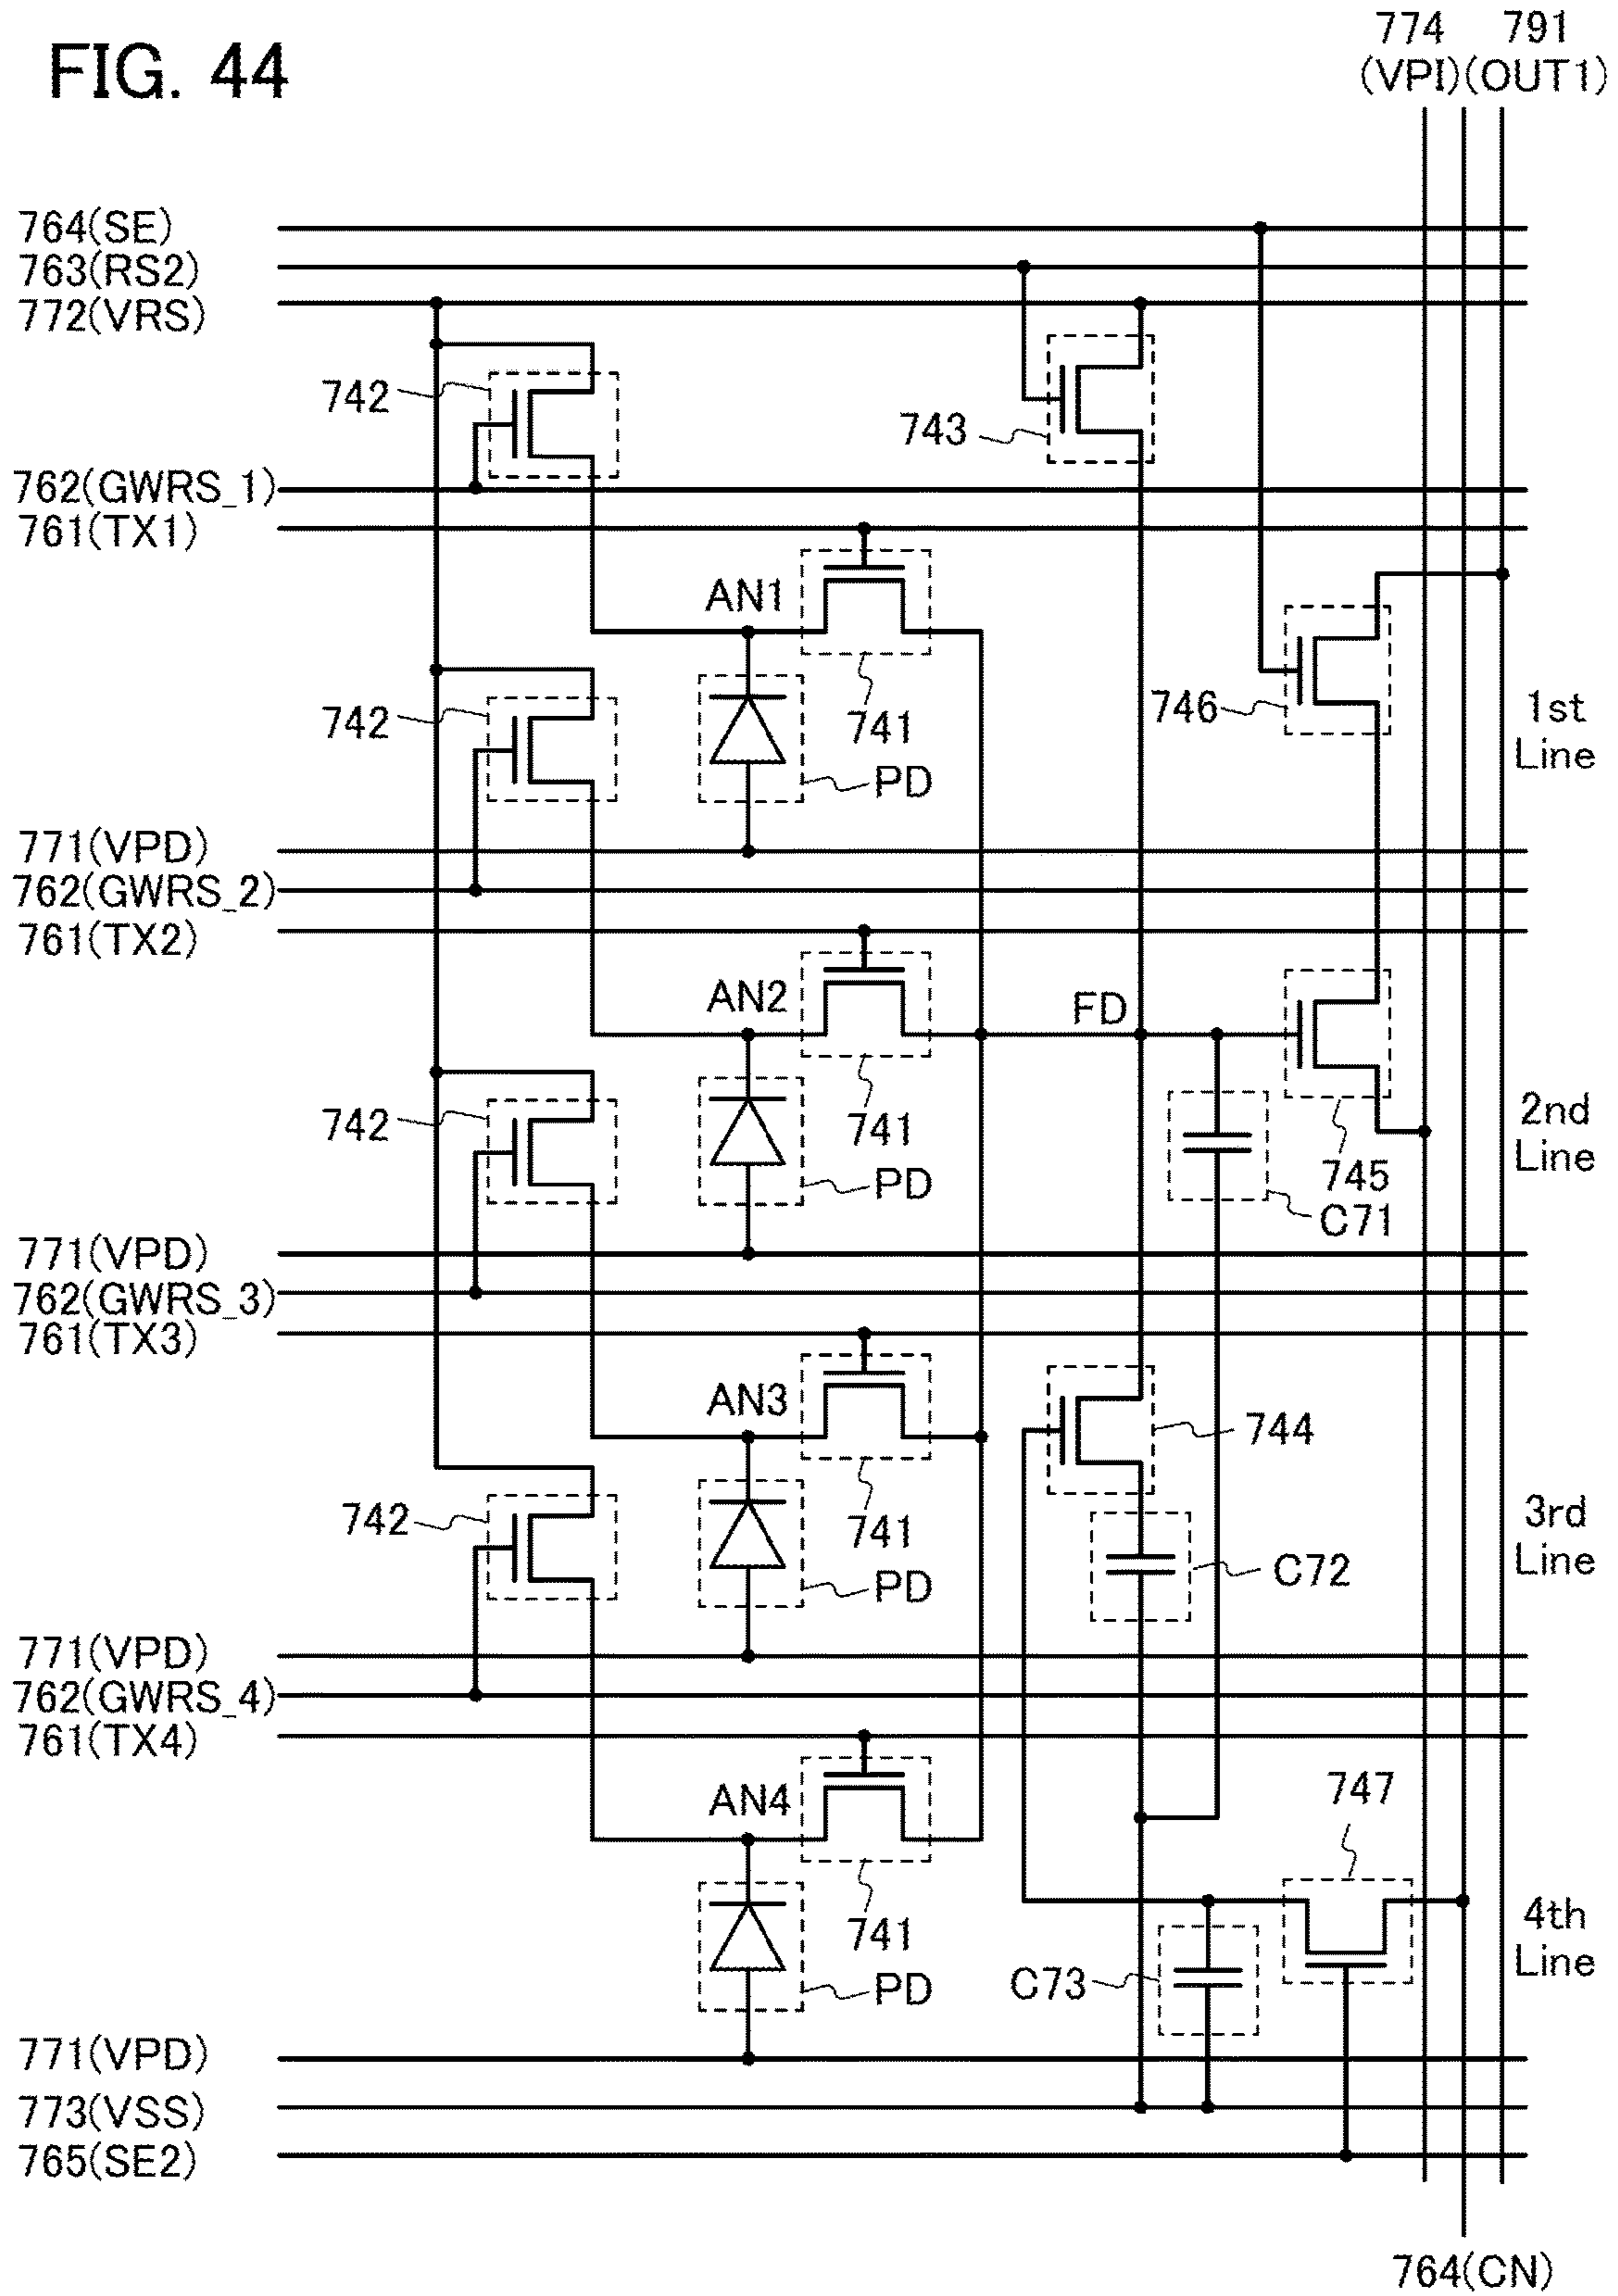 FIG. 44
774
(VPI)
791
(OUT1)
764(SE)
763(RS2)
772(VRS)
742
743
762(GWRS_1)
761(TX1)
AN1
741
PD
742
746
1st
Line
771(VPD)
762(GWRS_2)
761(TX2)
AN2
FD
741
PD
742
745
C71
2nd
Line
771(VPD)
762(GWRS_3)
761(TX3)
AN3
744
741
PD
742
C72
3rd
Line
771(VPD)
762(GWRS_4)
761(TX4)
AN4
747
741
PD
C73
4th
Line
771(VPD)
773(VSS)
765(SE2)
764(CN)